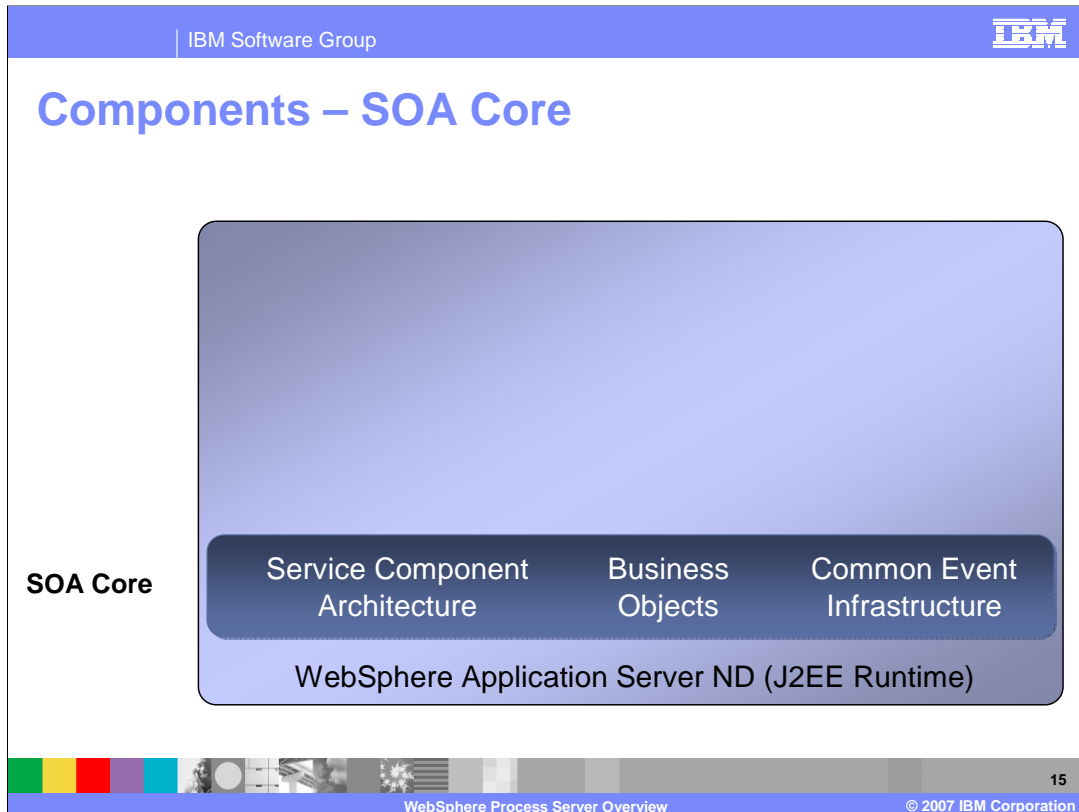 IBM Software Group
IBM
Components – SOA Core
SOA Core
Service Component
Architecture
Business
Objects
Common Event
Infrastructure
WebSphere Application Server ND (J2EE Runtime)
15
WebSphere Process Server Overview
© 2007 IBM Corporation